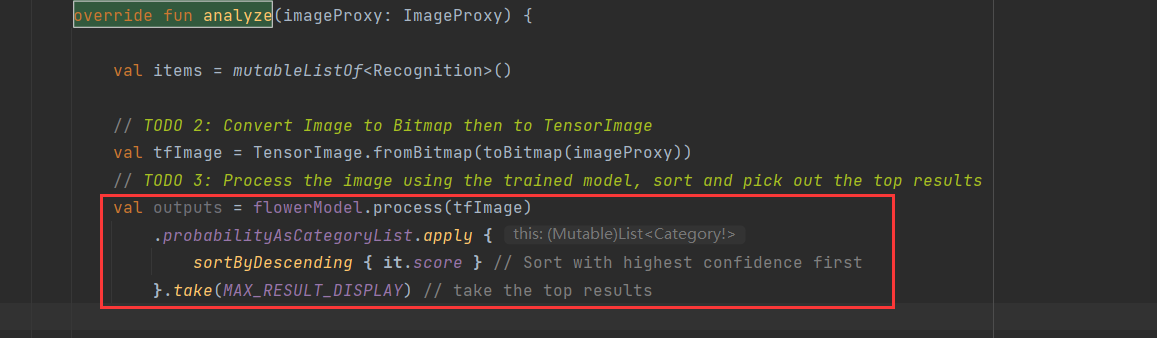 override fun analyze(imageProxy: ImageProxy) {
val items = mutableListOf<Recognition>()
// TODO 2: Convert Image to Bitmap then to TensorImage
val tfImage = TensorImage.fromBitmap(toBitmap(imageProxy))
// TODO 3: Process the image using the trained model, sort and pick out the top results
val outputs = flowerModel.process(tfImage)
.probabilityAsCategoryList.apply { this: (Mutable)List<Category!>
sortByDescending { it.score } // Sort with highest confidence first
}.take(MAX_RESULT_DISPLAY) // take the top results